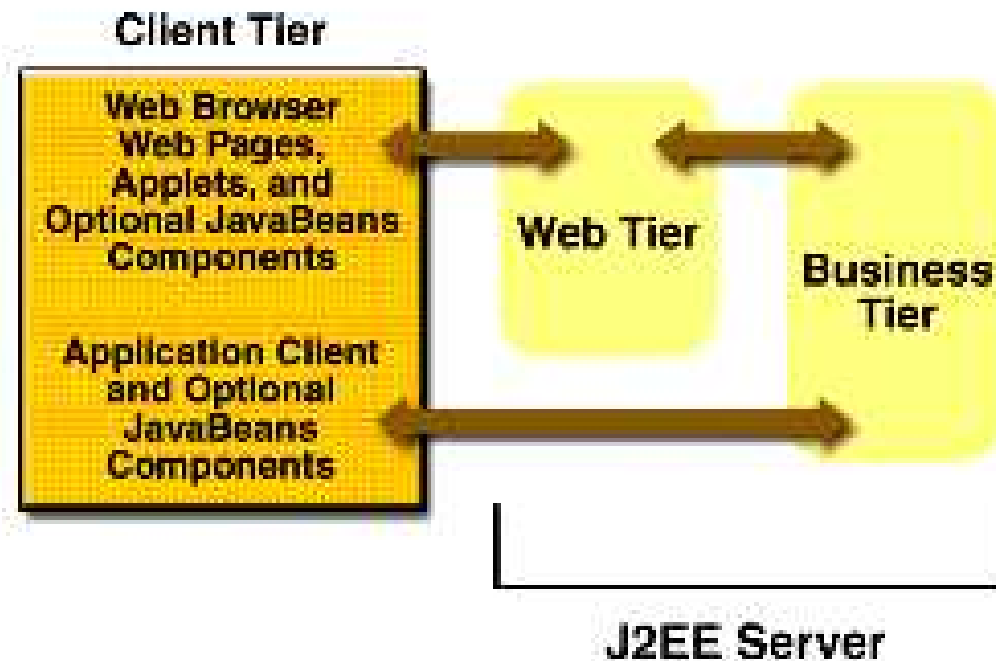 Client Tier
Web Browser
Web Pages,
Applets, and
Optional JavaBeans
Components
Application Client
and Optional
JavaBeans
Components
Web Tier
Business
Tier
J2EE Server